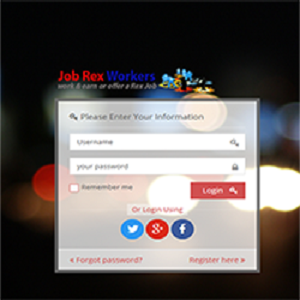 Job Rex Workers
work & earn or offer a Rex Job
Please Enter Your Information
Username
your password
Remember me
Login
Or Login Using
Forgot password?
Register here